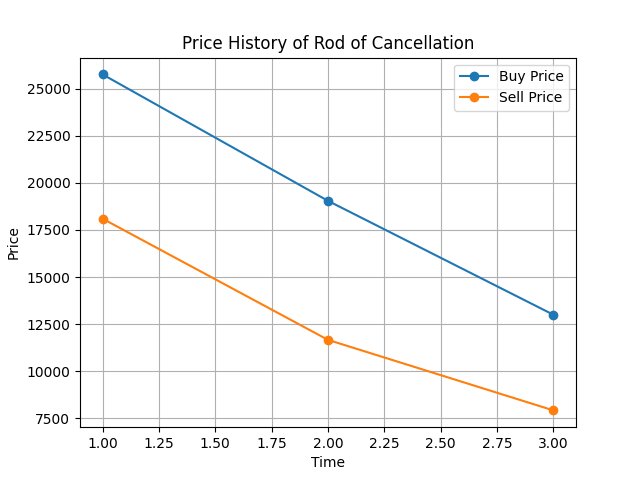 Price History of Rod of Cancellation
Buy Price
Sell Price
25000
22500
20000
17500
15000
12500
10000
7500
Price
1.00 1.25 1.50 1.75 2.00 2.25 2.50 2.75 3.00
Time